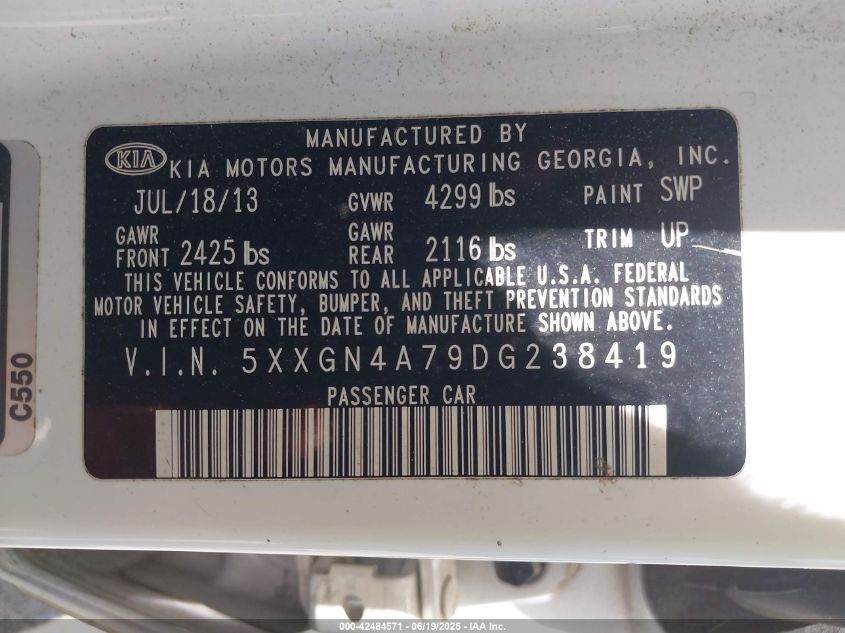 MANUFACTURED BY
KIA KIA MOTORS MANUFACTURING GEORGIA, INC.
JUL/18/13 GVWR 4299 lbs PAINT SWP
GAWR FRONT 2425 lbs GAWR REAR 2116 lbs TRIM UP
THIS VEHICLE CONFORMS TO ALL APPLICABLE U.S.A. FEDERAL
MOTOR VEHICLE SAFETY, BUMPER, AND THEFT PREVENTION STANDARDS
IN EFFECT ON THE DATE OF MANUFACTURE SHOWN ABOVE.
V.I.N. 5XXGN4A79DG238419
PASSENGER CAR
C550
000-42484571 - 06/19/2025 - IAA Inc.